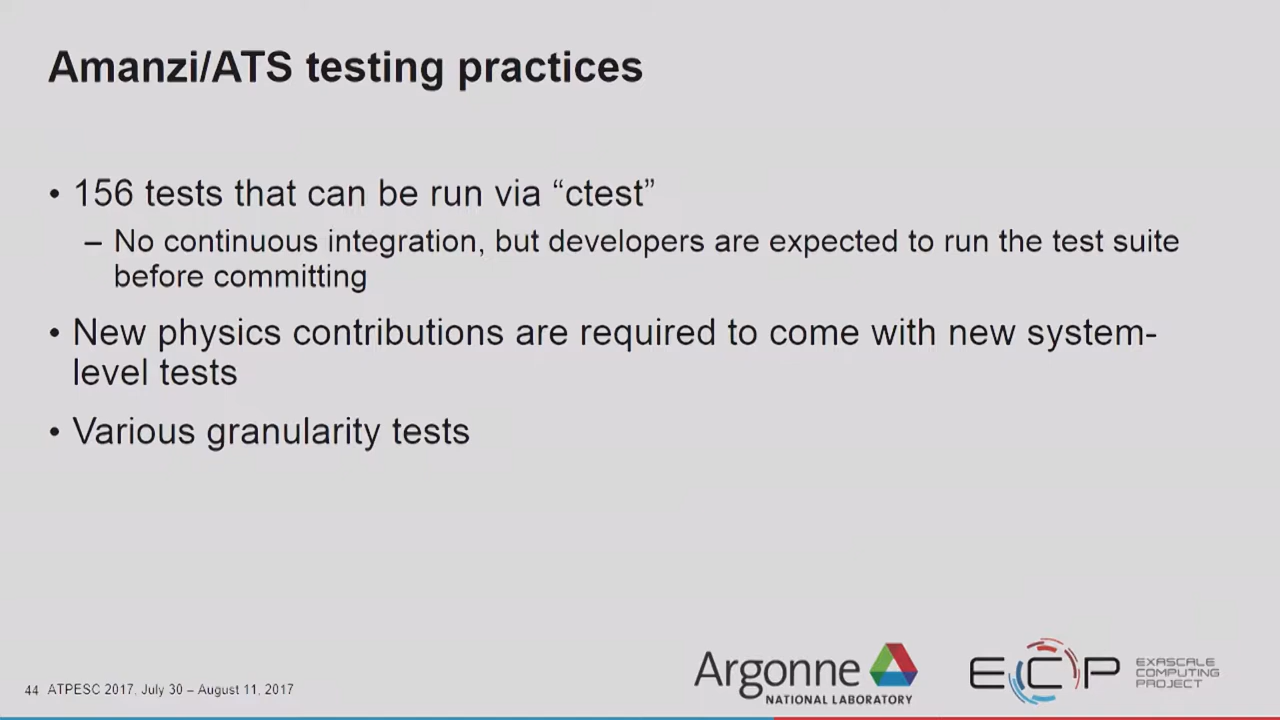 Amanzi/ATS testing practices
• 156 tests that can be run via “ctest”
– No continuous integration, but developers are expected to run the test suite
before committing
• New physics contributions are required to come with new system-
level tests
• Various granularity tests
44 ATPESC 2017, July 30 – August 11, 2017
Argonne
NATIONAL LABORATORY
ECP
EXASCALE
COMPUTING
PROJECT